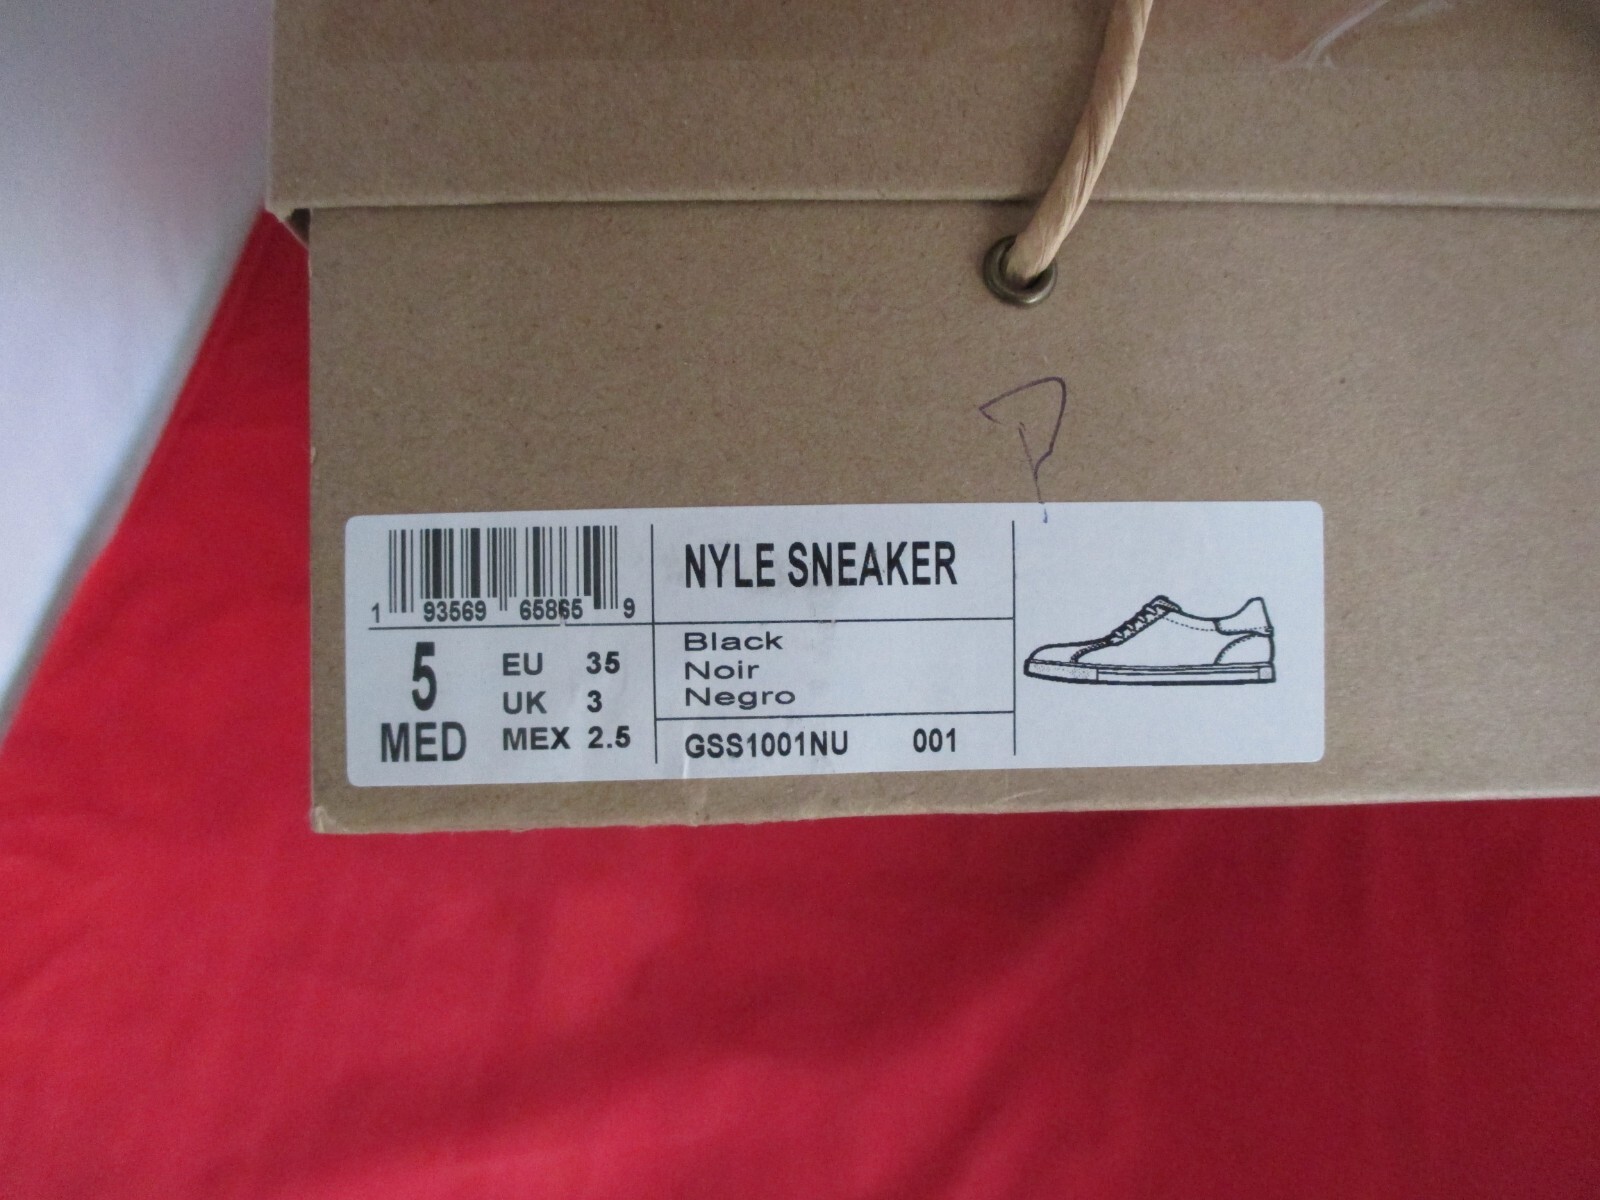 1 93569 65865 9
5
MED
EU 35
UK 3
MEX 2.5
NYLE SNEAKER
Black
Noir
Negro
GSS1001NU 001
P